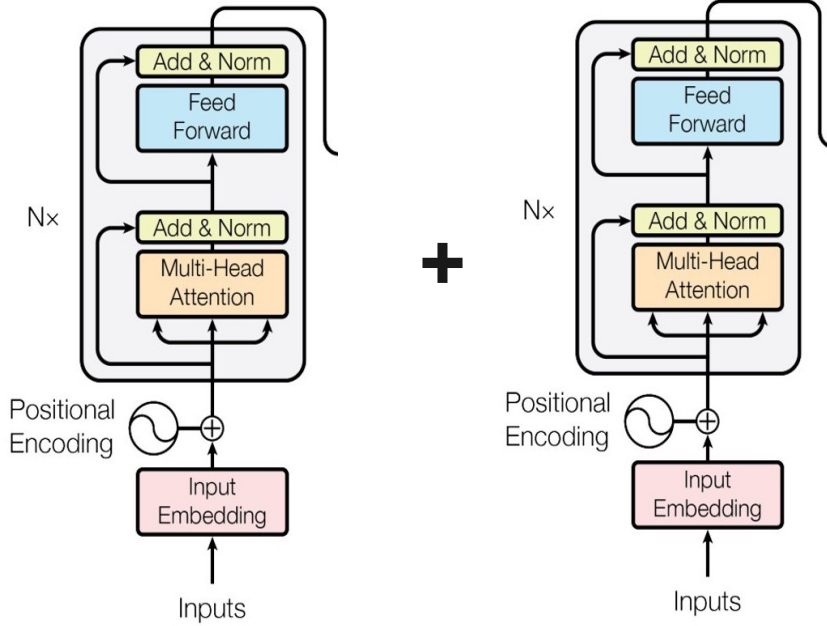 Add & Norm
Feed
Forward
Nx
Add & Norm
Multi-Head
Attention
Positional
Encoding
Input
Embedding
Inputs
+
Add & Norm
Feed
Forward
Nx
Add & Norm
Multi-Head
Attention
Positional
Encoding
Input
Embedding
Inputs